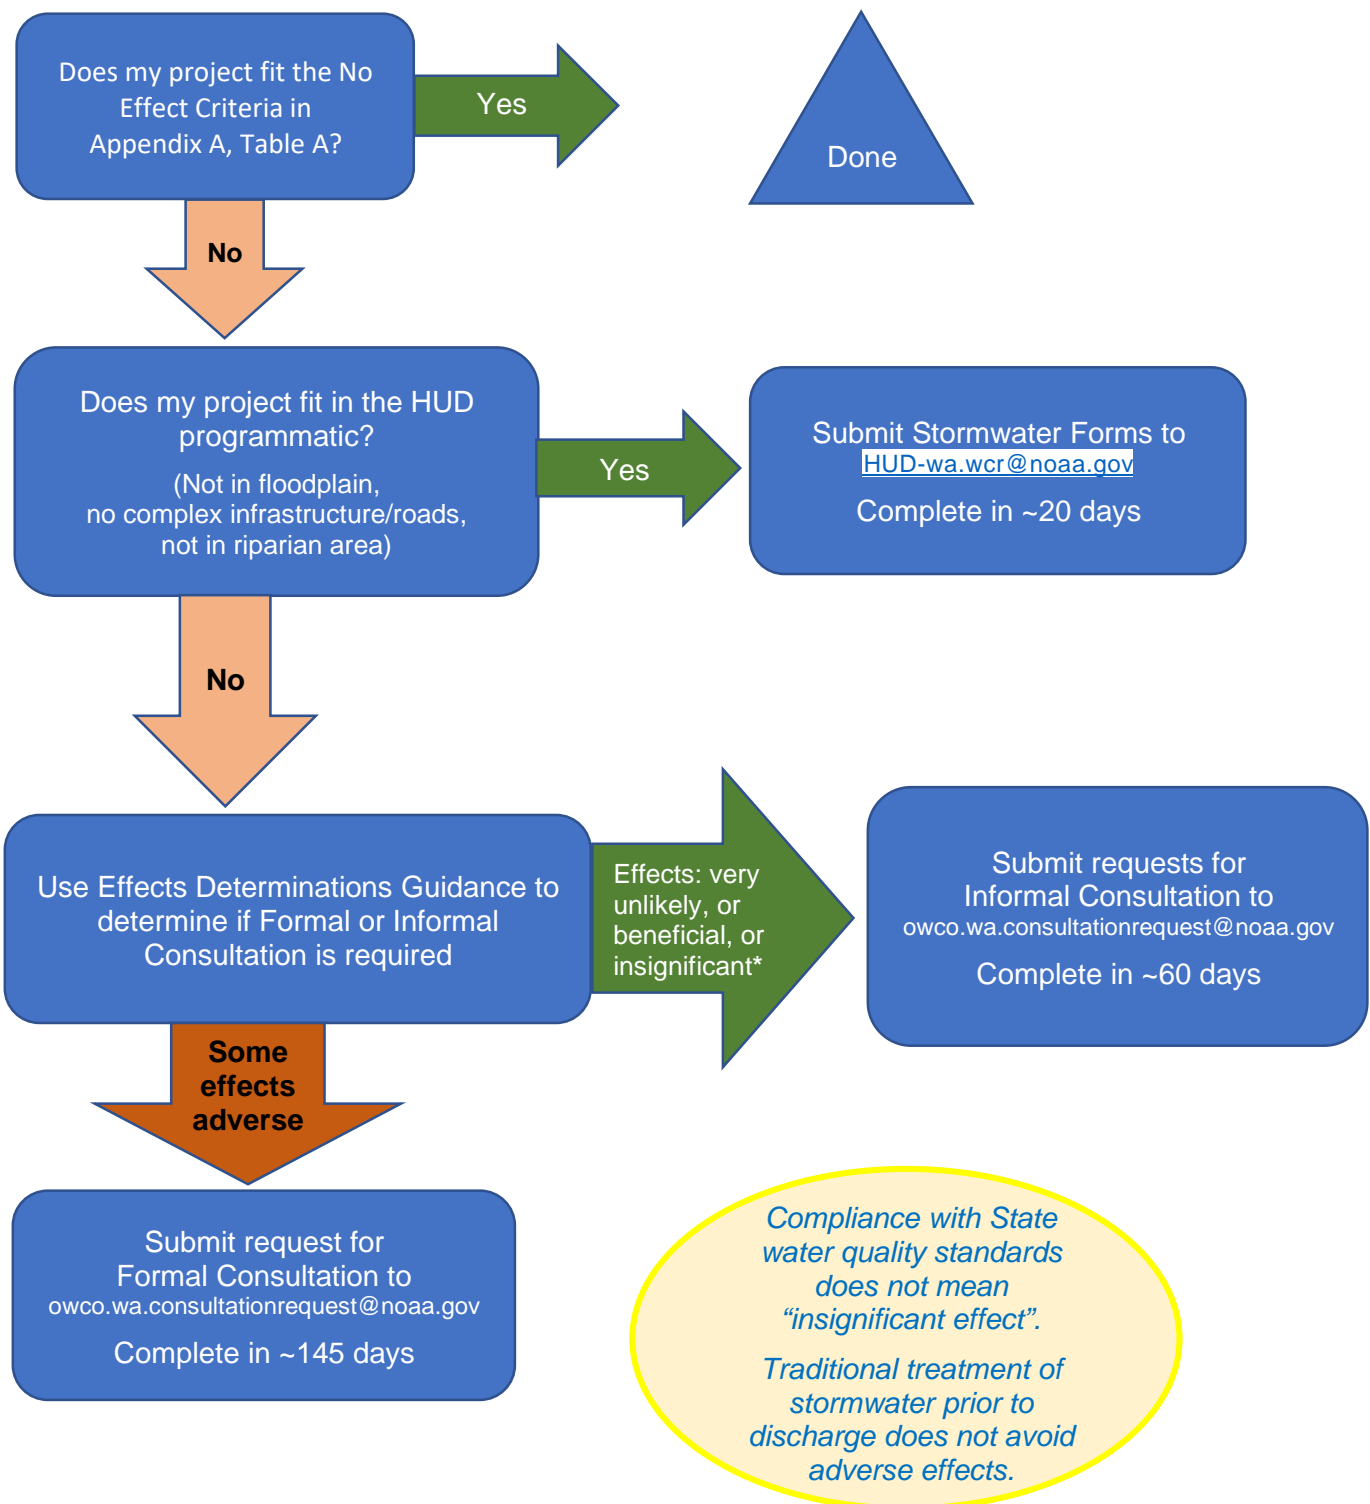 Does my project fit the No
Effect Criteria in
Appendix A, Table A?
Yes
Done
No
Does my project fit in the HUD
programmatic?
(Not in floodplain,
no complex infrastructure/roads,
not in riparian area)
Yes
Submit Stormwater Forms to
HUD-wa.wcr@noaa.gov
Complete in ~20 days
No
Use Effects Determinations Guidance to
determine if Formal or Informal
Consultation is required
Effects: very
unlikely, or
beneficial, or
insignificant*
Submit requests for
Informal Consultation to
owco.wa.consultationrequest@noaa.gov
Complete in ~60 days
Some
effects
adverse
Submit request for
Formal Consultation to
owco.wa.consultationrequest@noaa.gov
Complete in ~145 days
Compliance with State
water quality standards
does not mean
“insignificant effect”.
Traditional treatment of
stormwater prior to
discharge does not avoid
adverse effects.